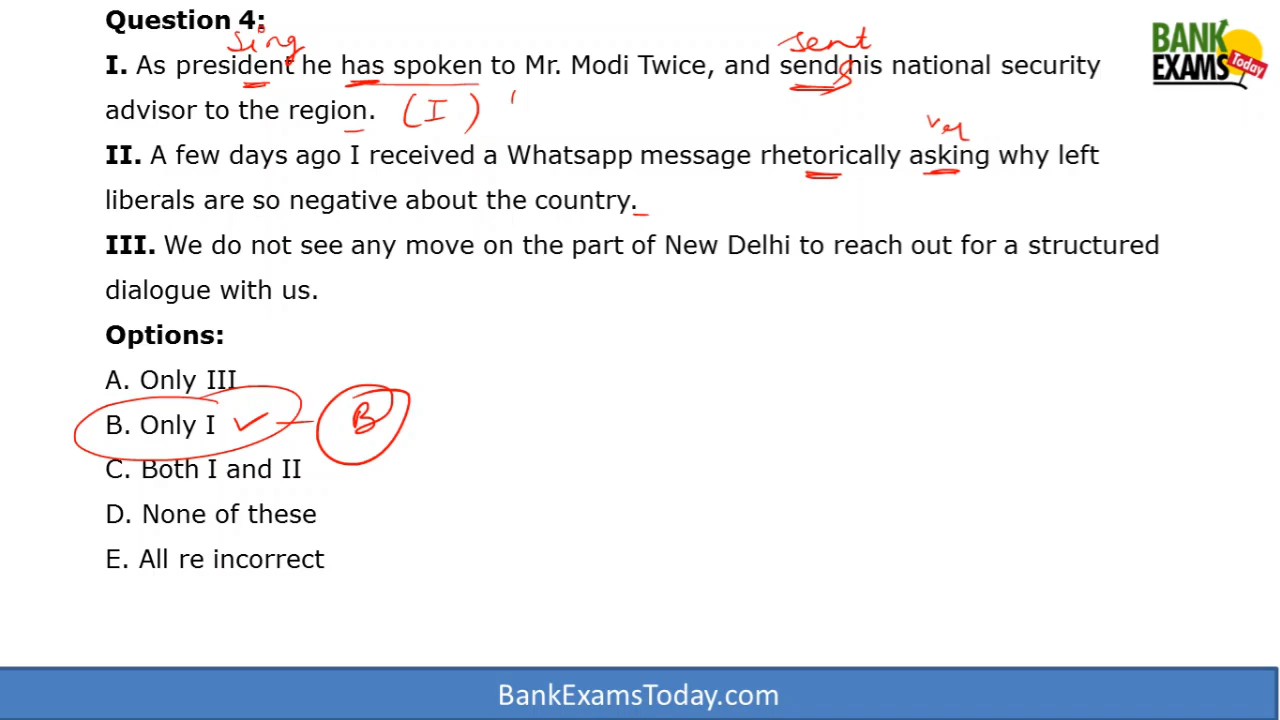 Question 4:
sing
sent
I. As president he has spoken to Mr. Modi Twice, and send his national security
advisor to the region. (I)
ver
II. A few days ago I received a Whatsapp message rhetorically asking why left
liberals are so negative about the country.
III. We do not see any move on the part of New Delhi to reach out for a structured
dialogue with us.
Options:
A. Only III
B. Only I ✓ — B
C. Both I and II
D. None of these
E. All re incorrect
BANK
EXAMS Today
BankExamsToday.com